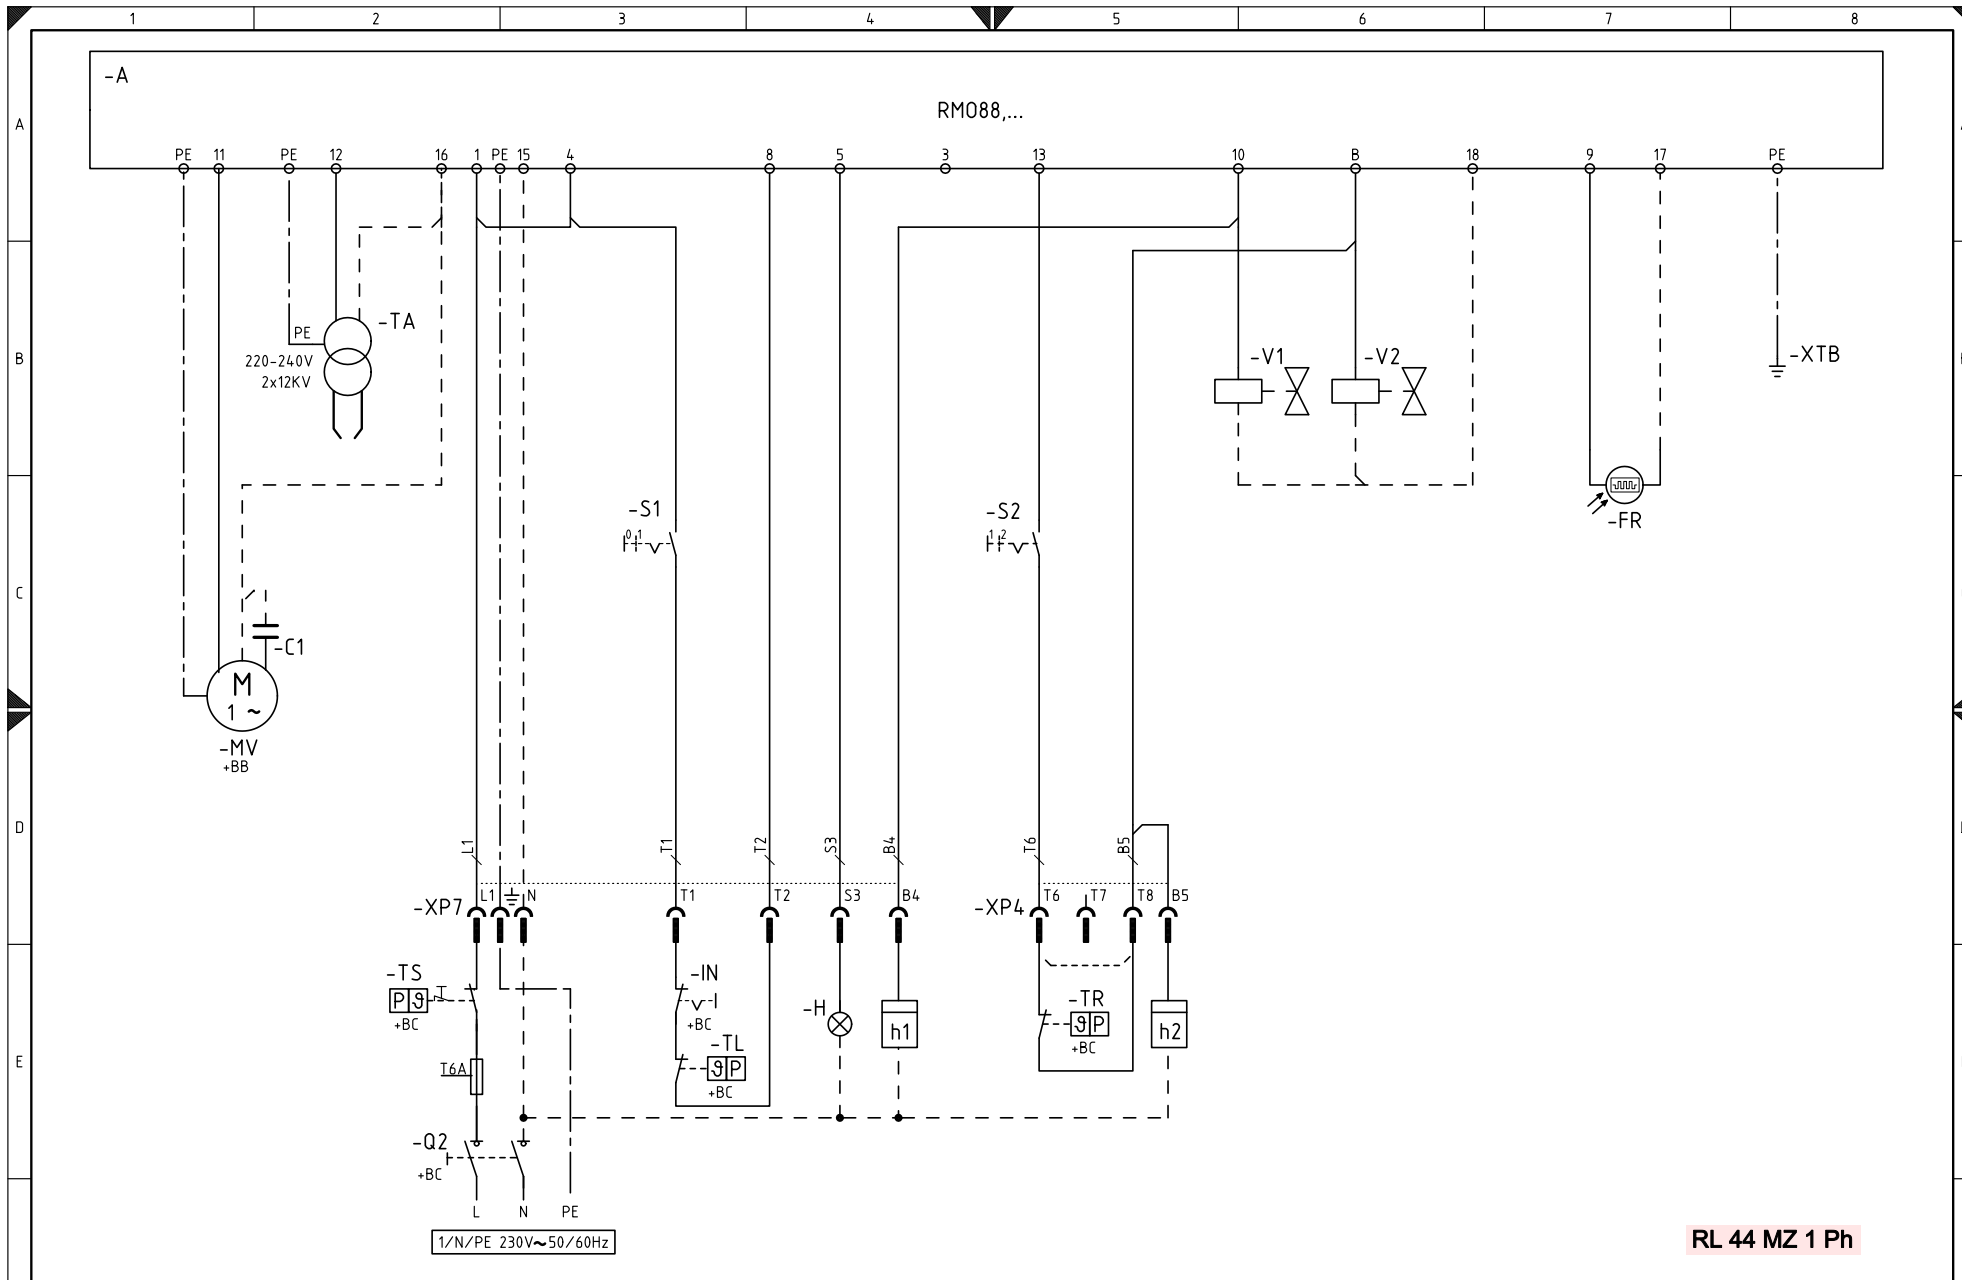 1 2 3 4 5 6 7 8
-A
RMO88,...
A
PE 11 PE 12 16 1 PE 15 4 8 5 3 13 10 B 18 9 17 PE
-TA
PE
B
220-240V
2x12KV
-V1 -V2 -XTB
-S1 -S2
0 1
1 2
-FR
C
-C1
M
1 ~
-MV
+BB
D
L1 T1 T2 S3 B4 T6 B5
-XP7 L1 N T1 T2 S3 B4 -XP4 T6 T7 T8 B5
-TS -IN
P ϑ
+BC
+BC
-H
h1
-TR
ϑ P
+BC
h2
-TL
ϑ P
+BC
E
T6A
-Q2
+BC
L N PE
1/N/PE 230V~50/60Hz
RL 44 MZ 1 Ph